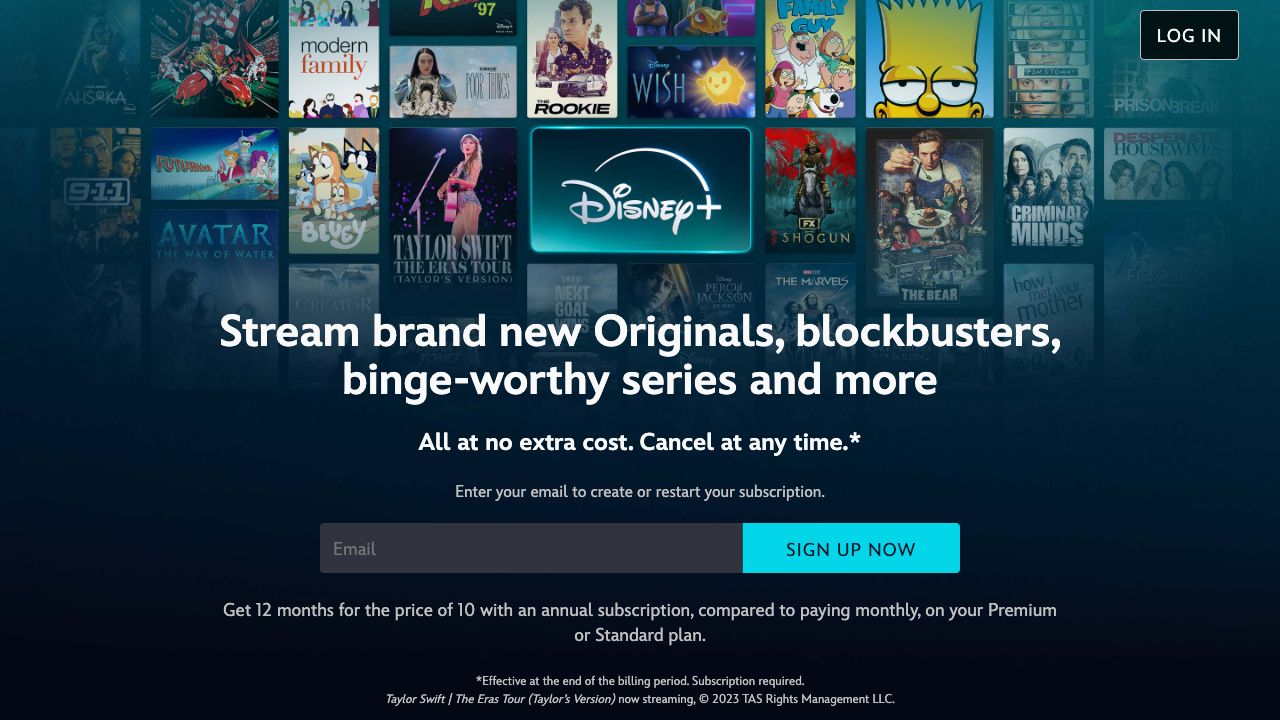 '97
LOG IN
modern
family
AHSOKA
Disney
WISH
POOR THINGS
THE
ROOKIE
FAMILY
GUY
PAM & TOMMY
PRISON BREAK
FUTURAMA
DESPERATE
HOUSEWIVES
9-1-1
BLUEY
Disney+
FX
SHOGUN
CRIMINAL
MINDS
AVATAR
THE WAY OF WATER
TAYLOR SWIFT
THE ERAS TOUR
(TAYLOR'S VERSION)
THE BEAR
CREATOR
NEXT
GOAL
WINS
PERCY
JACKSON
THE MARVELS
how i
met your
mother
Stream brand new Originals, blockbusters,
binge-worthy series and more
All at no extra cost. Cancel at any time.*
Enter your email to create or restart your subscription.
Email
SIGN UP NOW
Get 12 months for the price of 10 with an annual subscription, compared to paying monthly, on your Premium
or Standard plan.
*Effective at the end of the billing period. Subscription required.
Taylor Swift | The Eras Tour (Taylor's Version) now streaming, © 2023 TAS Rights Management LLC.